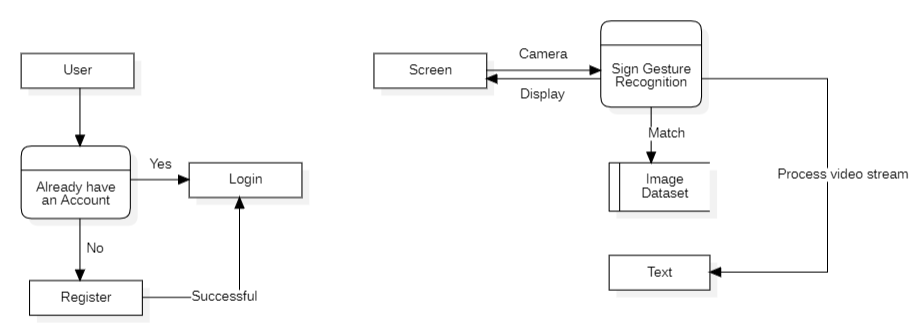 User
Already have
an Account
Yes
Login
No
Register
Successful
Screen
Camera
Display
Sign Gesture
Recognition
Match
Image
Dataset
Process video stream
Text